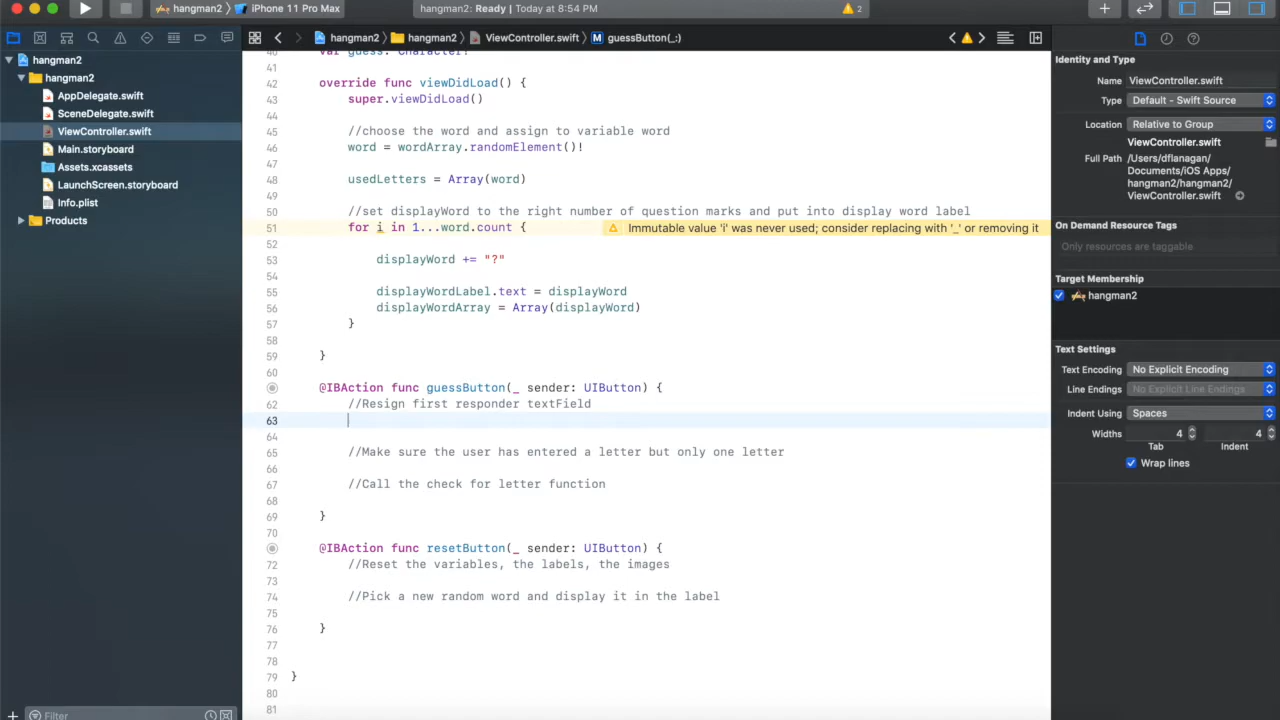 hangman2 〉 iPhone 11 Pro Max
hangman2: Ready | Today at 8:54 PM
2
hangman2 〉 hangman2 〉 ViewController.swift 〉 M guessButton(_:)
hangman2
hangman2
AppDelegate.swift
SceneDelegate.swift
ViewController.swift
Main.storyboard
Assets.xcassets
LaunchScreen.storyboard
Info.plist
Products
Filter
40 var guess: Character!
41
42 override func viewDidLoad() {
43 super.viewDidLoad()
44
45 //choose the word and assign to variable word
46 word = wordArray.randomElement()!
47
48 usedLetters = Array(word)
49
50 //set displayWord to the right number of question marks and put into display word label
51 for i in 1...word.count { Immutable value 'i' was never used; consider replacing with '_' or removing it
52
53 displayWord += "?"
54
55 displayWordLabel.text = displayWord
56 displayWordArray = Array(displayWord)
57 }
58
59 }
60
@IBAction func guessButton(_ sender: UIButton) {
62 //Resign first responder textField
63
64
65 //Make sure the user has entered a letter but only one letter
66
67 //Call the check for letter function
68
69 }
70
@IBAction func resetButton(_ sender: UIButton) {
72 //Reset the variables, the labels, the images
73
74 //Pick a new random word and display it in the label
75
76 }
77
78
79 }
80
81
Identity and Type
Name ViewController.swift
Type Default - Swift Source
Location Relative to Group
ViewController.swift
Full Path /Users/dflanagan/
Documents/iOS Apps/
hangman2/hangman2/
ViewController.swift
On Demand Resource Tags
Only resources are taggable
Target Membership
hangman2
Text Settings
Text Encoding No Explicit Encoding
Line Endings No Explicit Line Endings
Indent Using Spaces
Widths 4 4
Tab Indent
Wrap lines